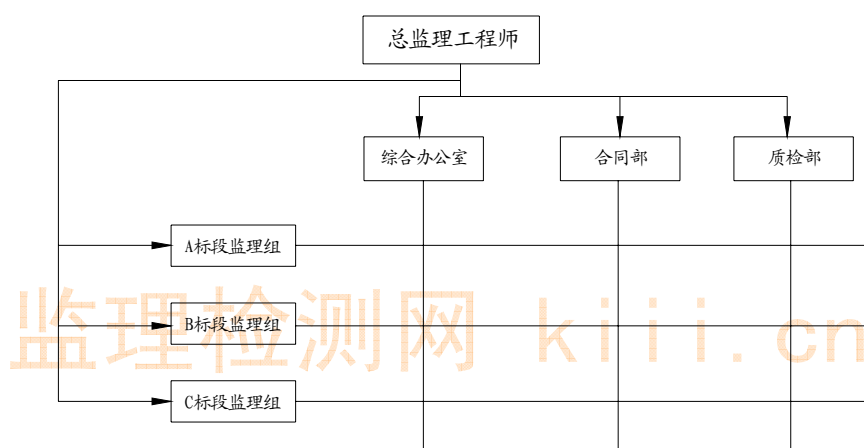 总监理工程师
综合办公室
合同部
质检部
A标段监理组
B标段监理组
监理检测网 kiii.cn
C标段监理组